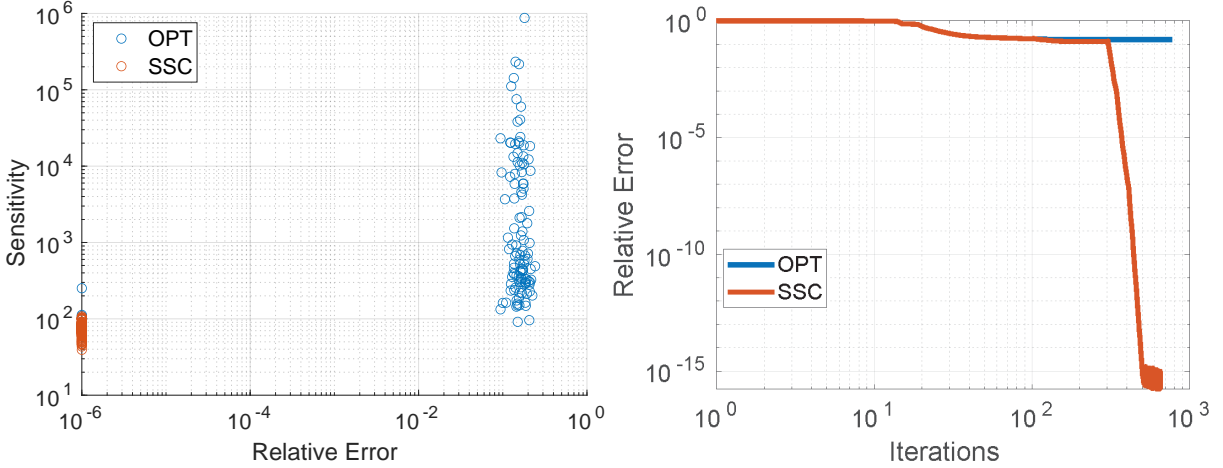 10^6
10^5
10^4
10^3
10^2
10^1
Sensitivity
OPT
SSC
10^-6
10^-4
10^-2
10^0
Relative Error
10^0
10^-5
10^-10
10^-15
Relative Error
OPT
SSC
10^0
10^1
10^2
10^3
Iterations